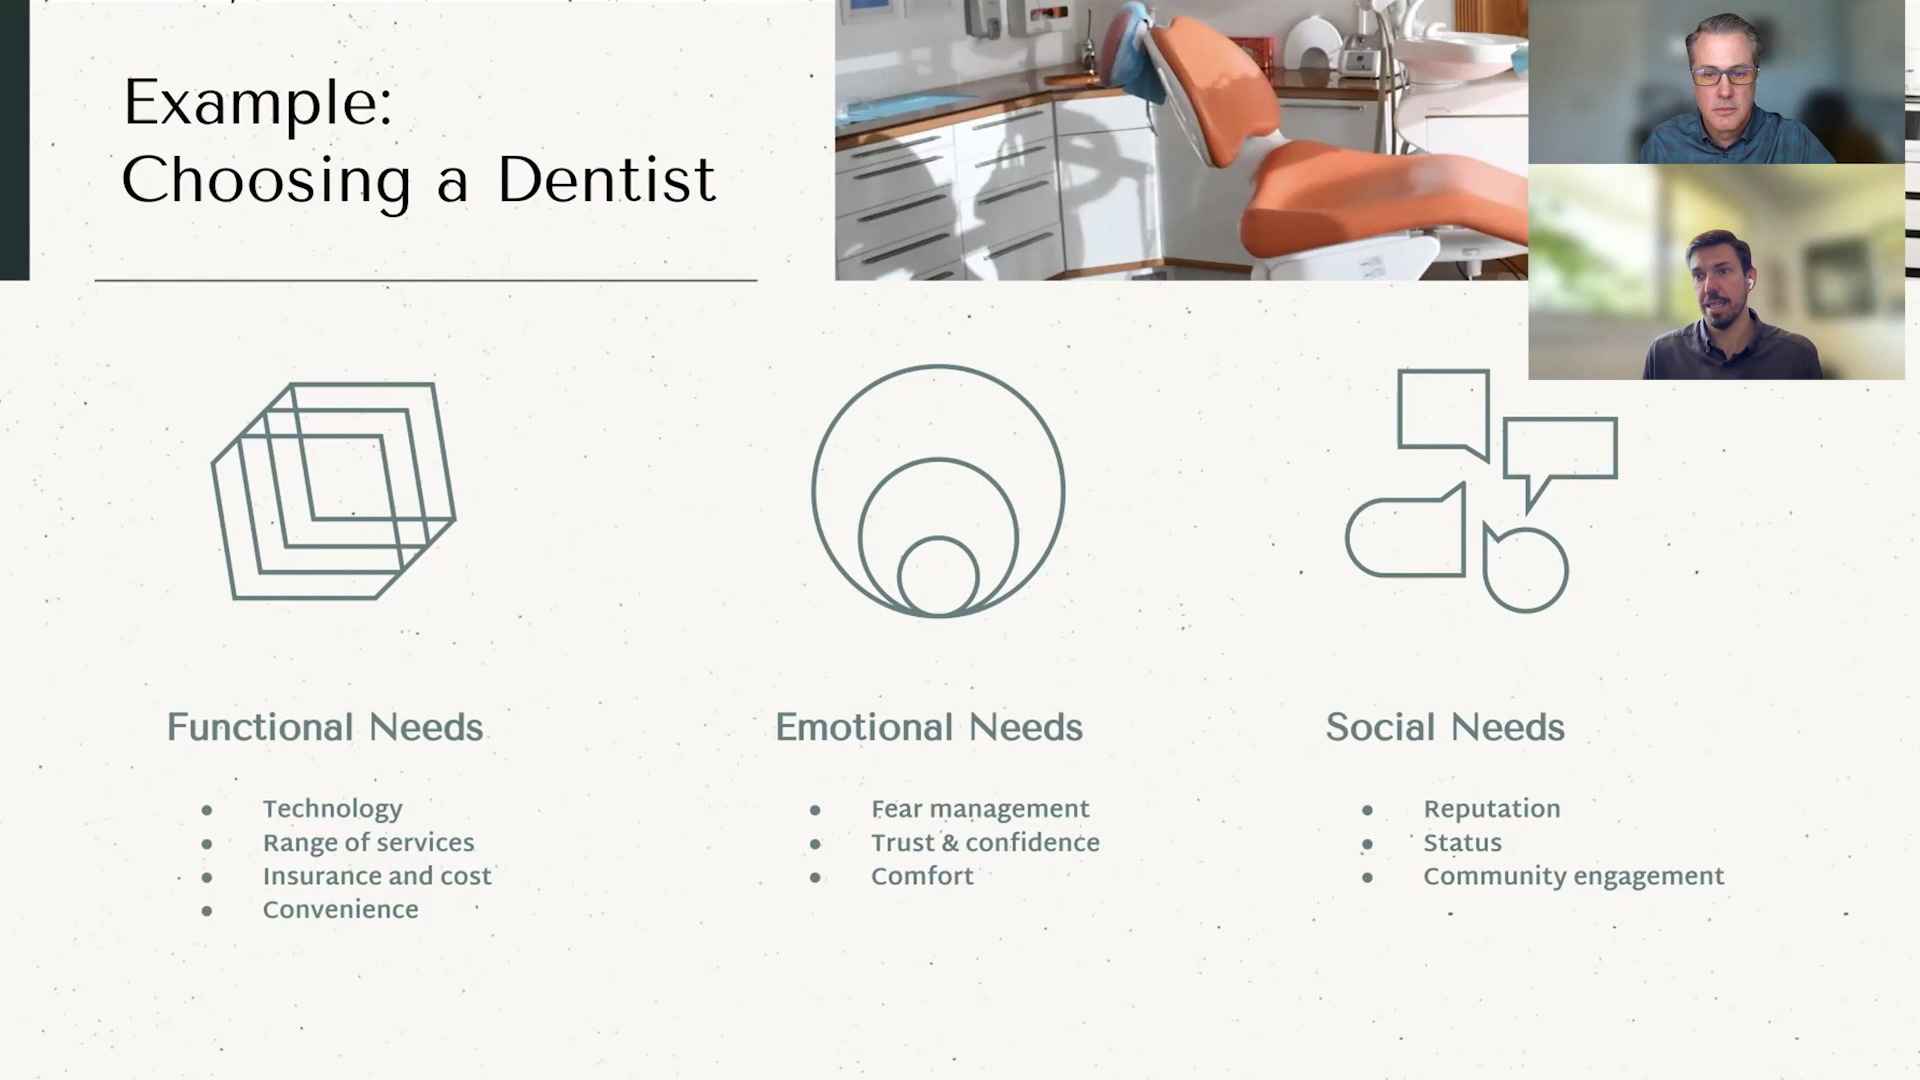 Example:
Choosing a Dentist
Functional Needs
Technology
Range of services
Insurance and cost
Convenience
Emotional Needs
Fear management
Trust & confidence
Comfort
Social Needs
Reputation
Status
Community engagement